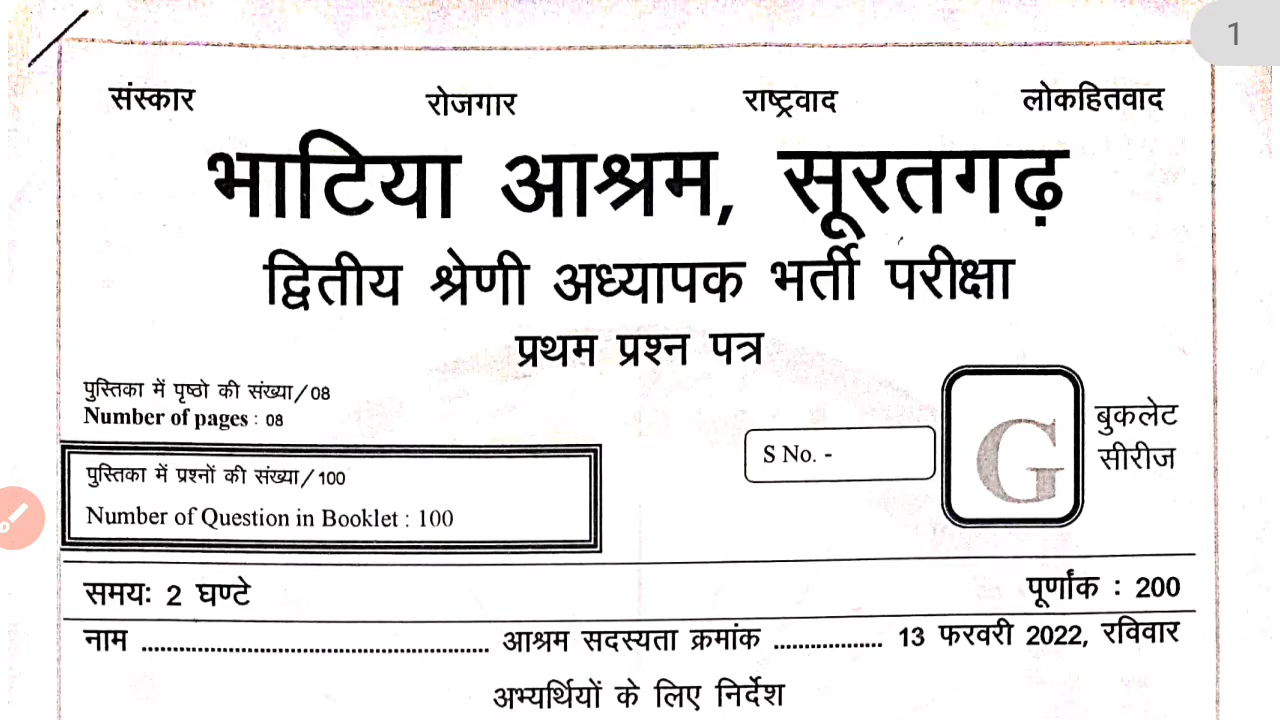 1
संस्कार रोजगार राष्ट्रवाद लोकहितवाद
भाटिया आश्रम, सूरतगढ़
द्वितीय श्रेणी अध्यापक भर्ती परीक्षा
प्रथम प्रश्न पत्र
पुस्तिका में पृष्ठो की संख्या/08
Number of pages : 08
पुस्तिका में प्रश्नों की संख्या/100
Number of Question in Booklet : 100
S No. -
G
बुकलेट
सीरीज
समयः 2 घण्टे पूर्णांक : 200
नाम ........................................................ आश्रम सदस्यता क्रमांक .................. 13 फरवरी 2022, रविवार
अभ्यर्थियों के लिए निर्देश